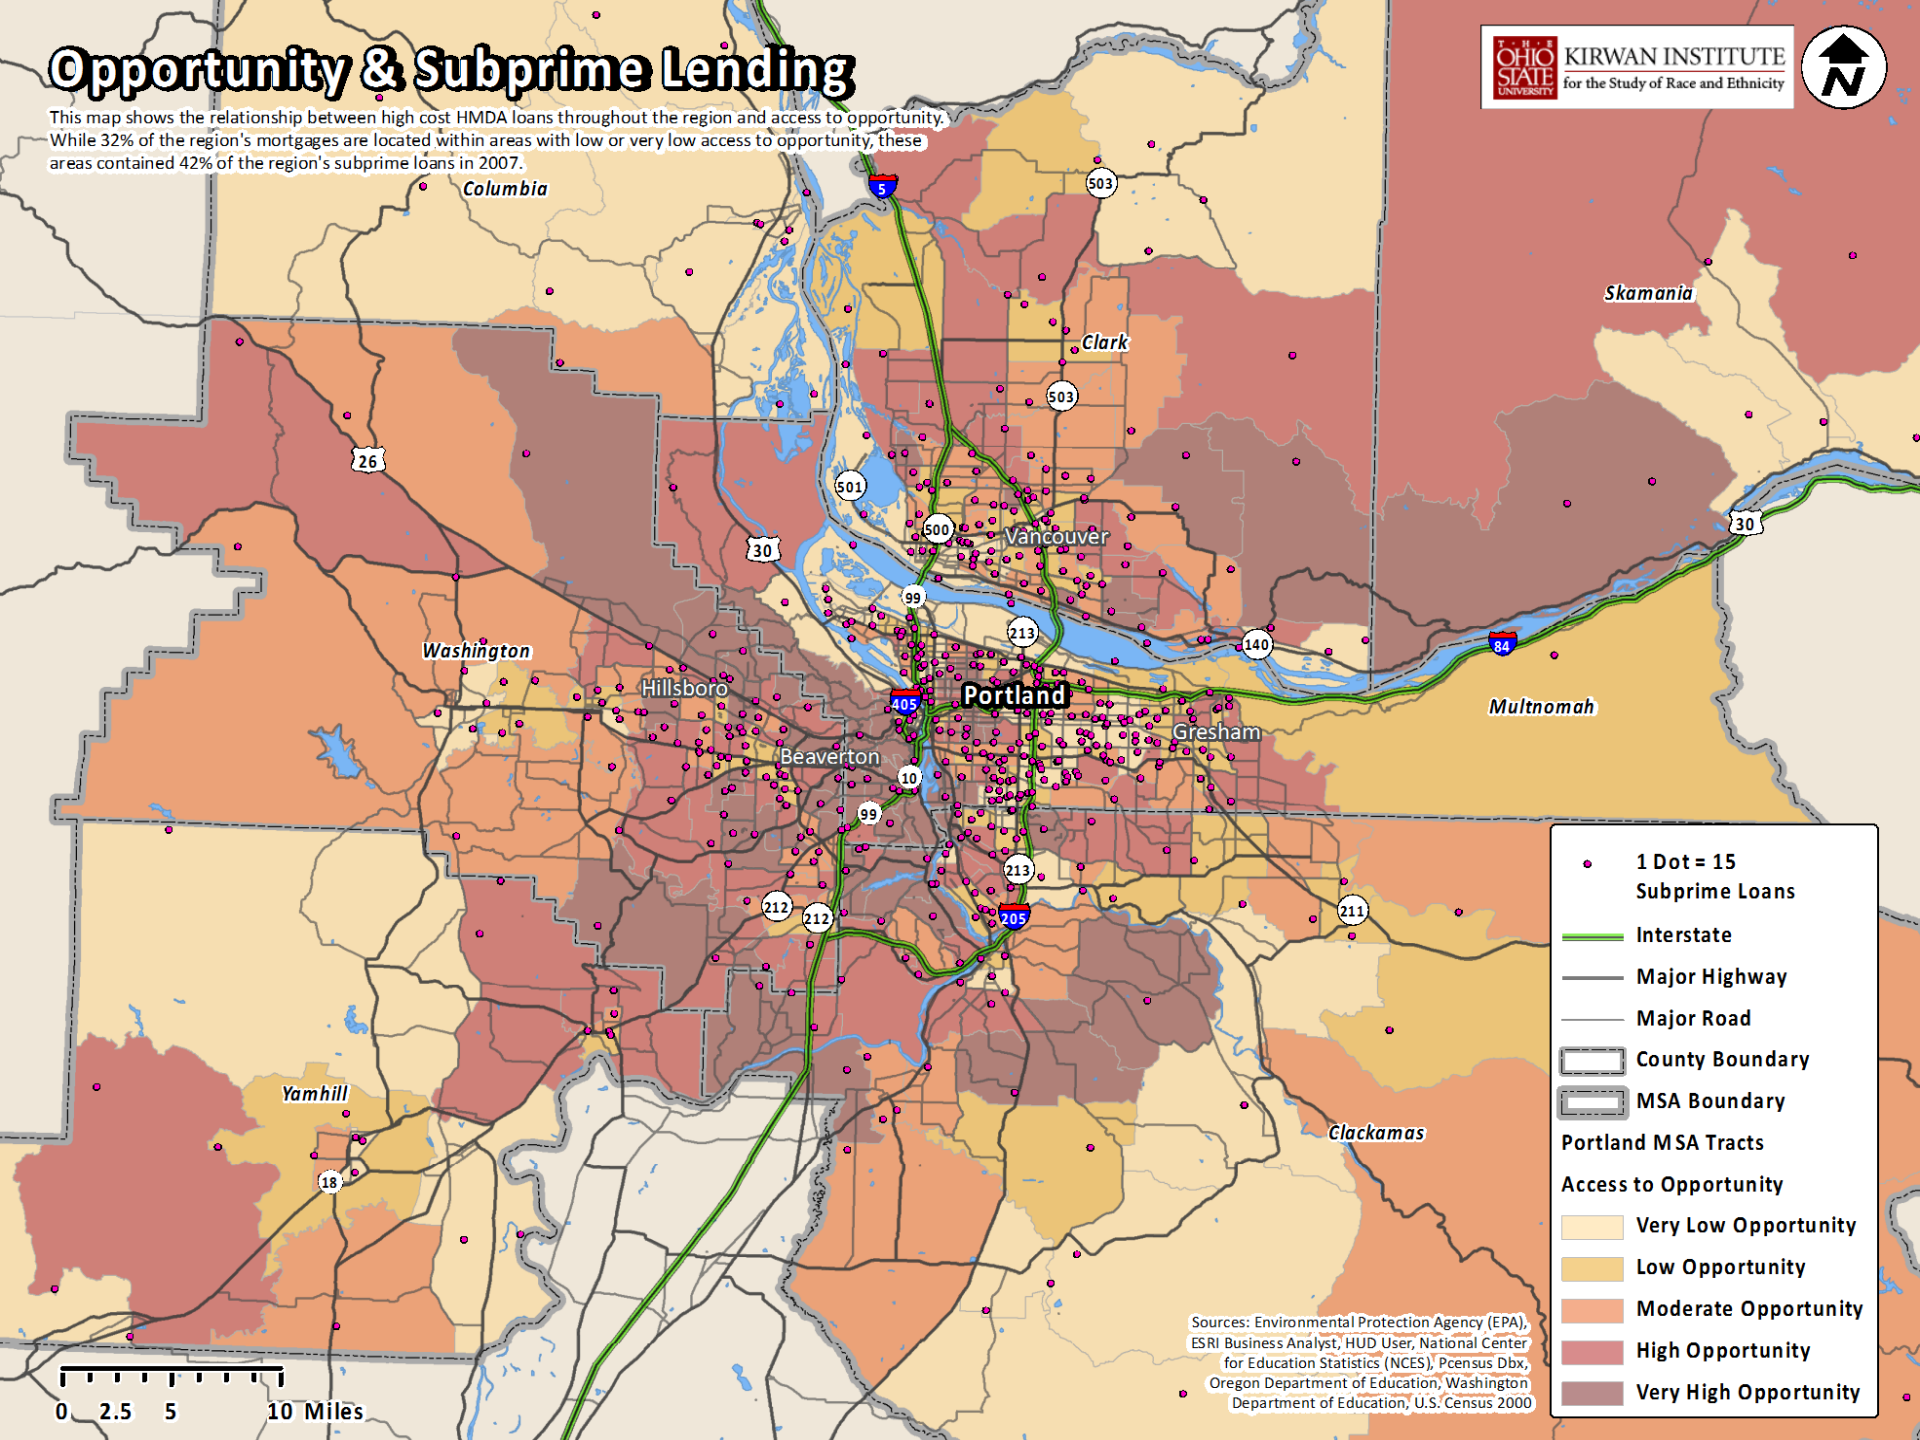 Opportunity & Subprime Lending
This map shows the relationship between high cost HMDA loans throughout the region and access to opportunity.
While 32% of the region's mortgages are located within areas with low or very low access to opportunity, these
areas contained 42% of the region's subprime loans in 2007.
THE
OHIO
STATE
UNIVERSITY
KIRWAN INSTITUTE
for the Study of Race and Ethnicity
N
Columbia
5
503
Skamania
Clark
503
26
501
500
Vancouver
30
30
99
213
140
84
Washington
Hillsboro
405
Portland
Multnomah
Gresham
Beaverton
10
99
213
212
212
205
211
Yamhill
Clackamas
18
1 Dot = 15
Subprime Loans
Interstate
Major Highway
Major Road
County Boundary
MSA Boundary
Portland MSA Tracts
Access to Opportunity
Very Low Opportunity
Low Opportunity
Moderate Opportunity
High Opportunity
Very High Opportunity
Sources: Environmental Protection Agency (EPA),
ESRI Business Analyst, HUD User, National Center
for Education Statistics (NCES), Pcensus Dbx,
Oregon Department of Education, Washington
Department of Education, U.S. Census 2000
0 2.5 5 10 Miles